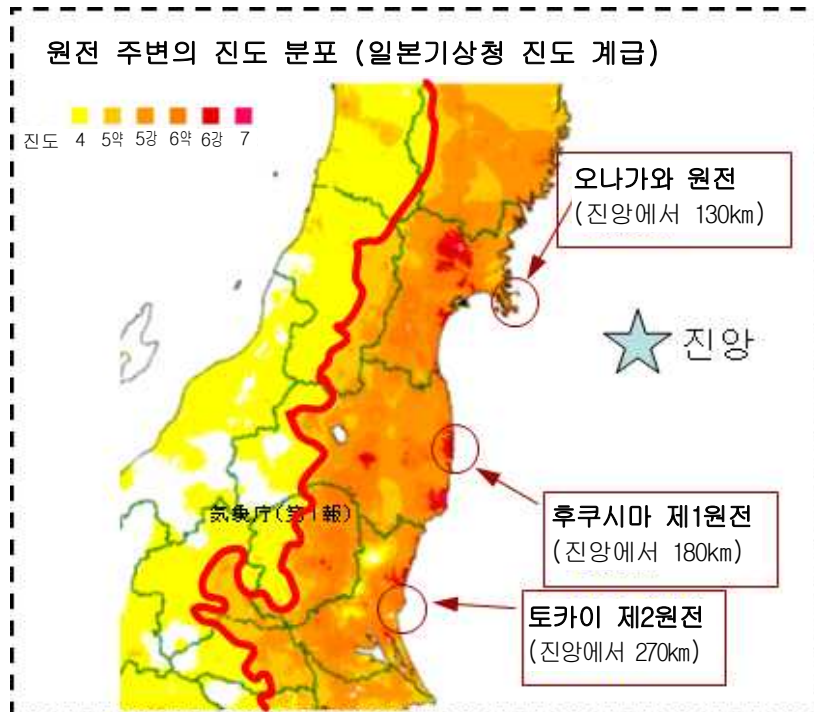 원전 주변의 진도 분포 (일본기상청 진도 계급)
진도 4 5약 5강 6약 6강 7
오나가와 원전
(진앙에서 130km)
진앙
気象庁(第1報)
후쿠시마 제1원전
(진앙에서 180km)
토카이 제2원전
(진앙에서 270km)